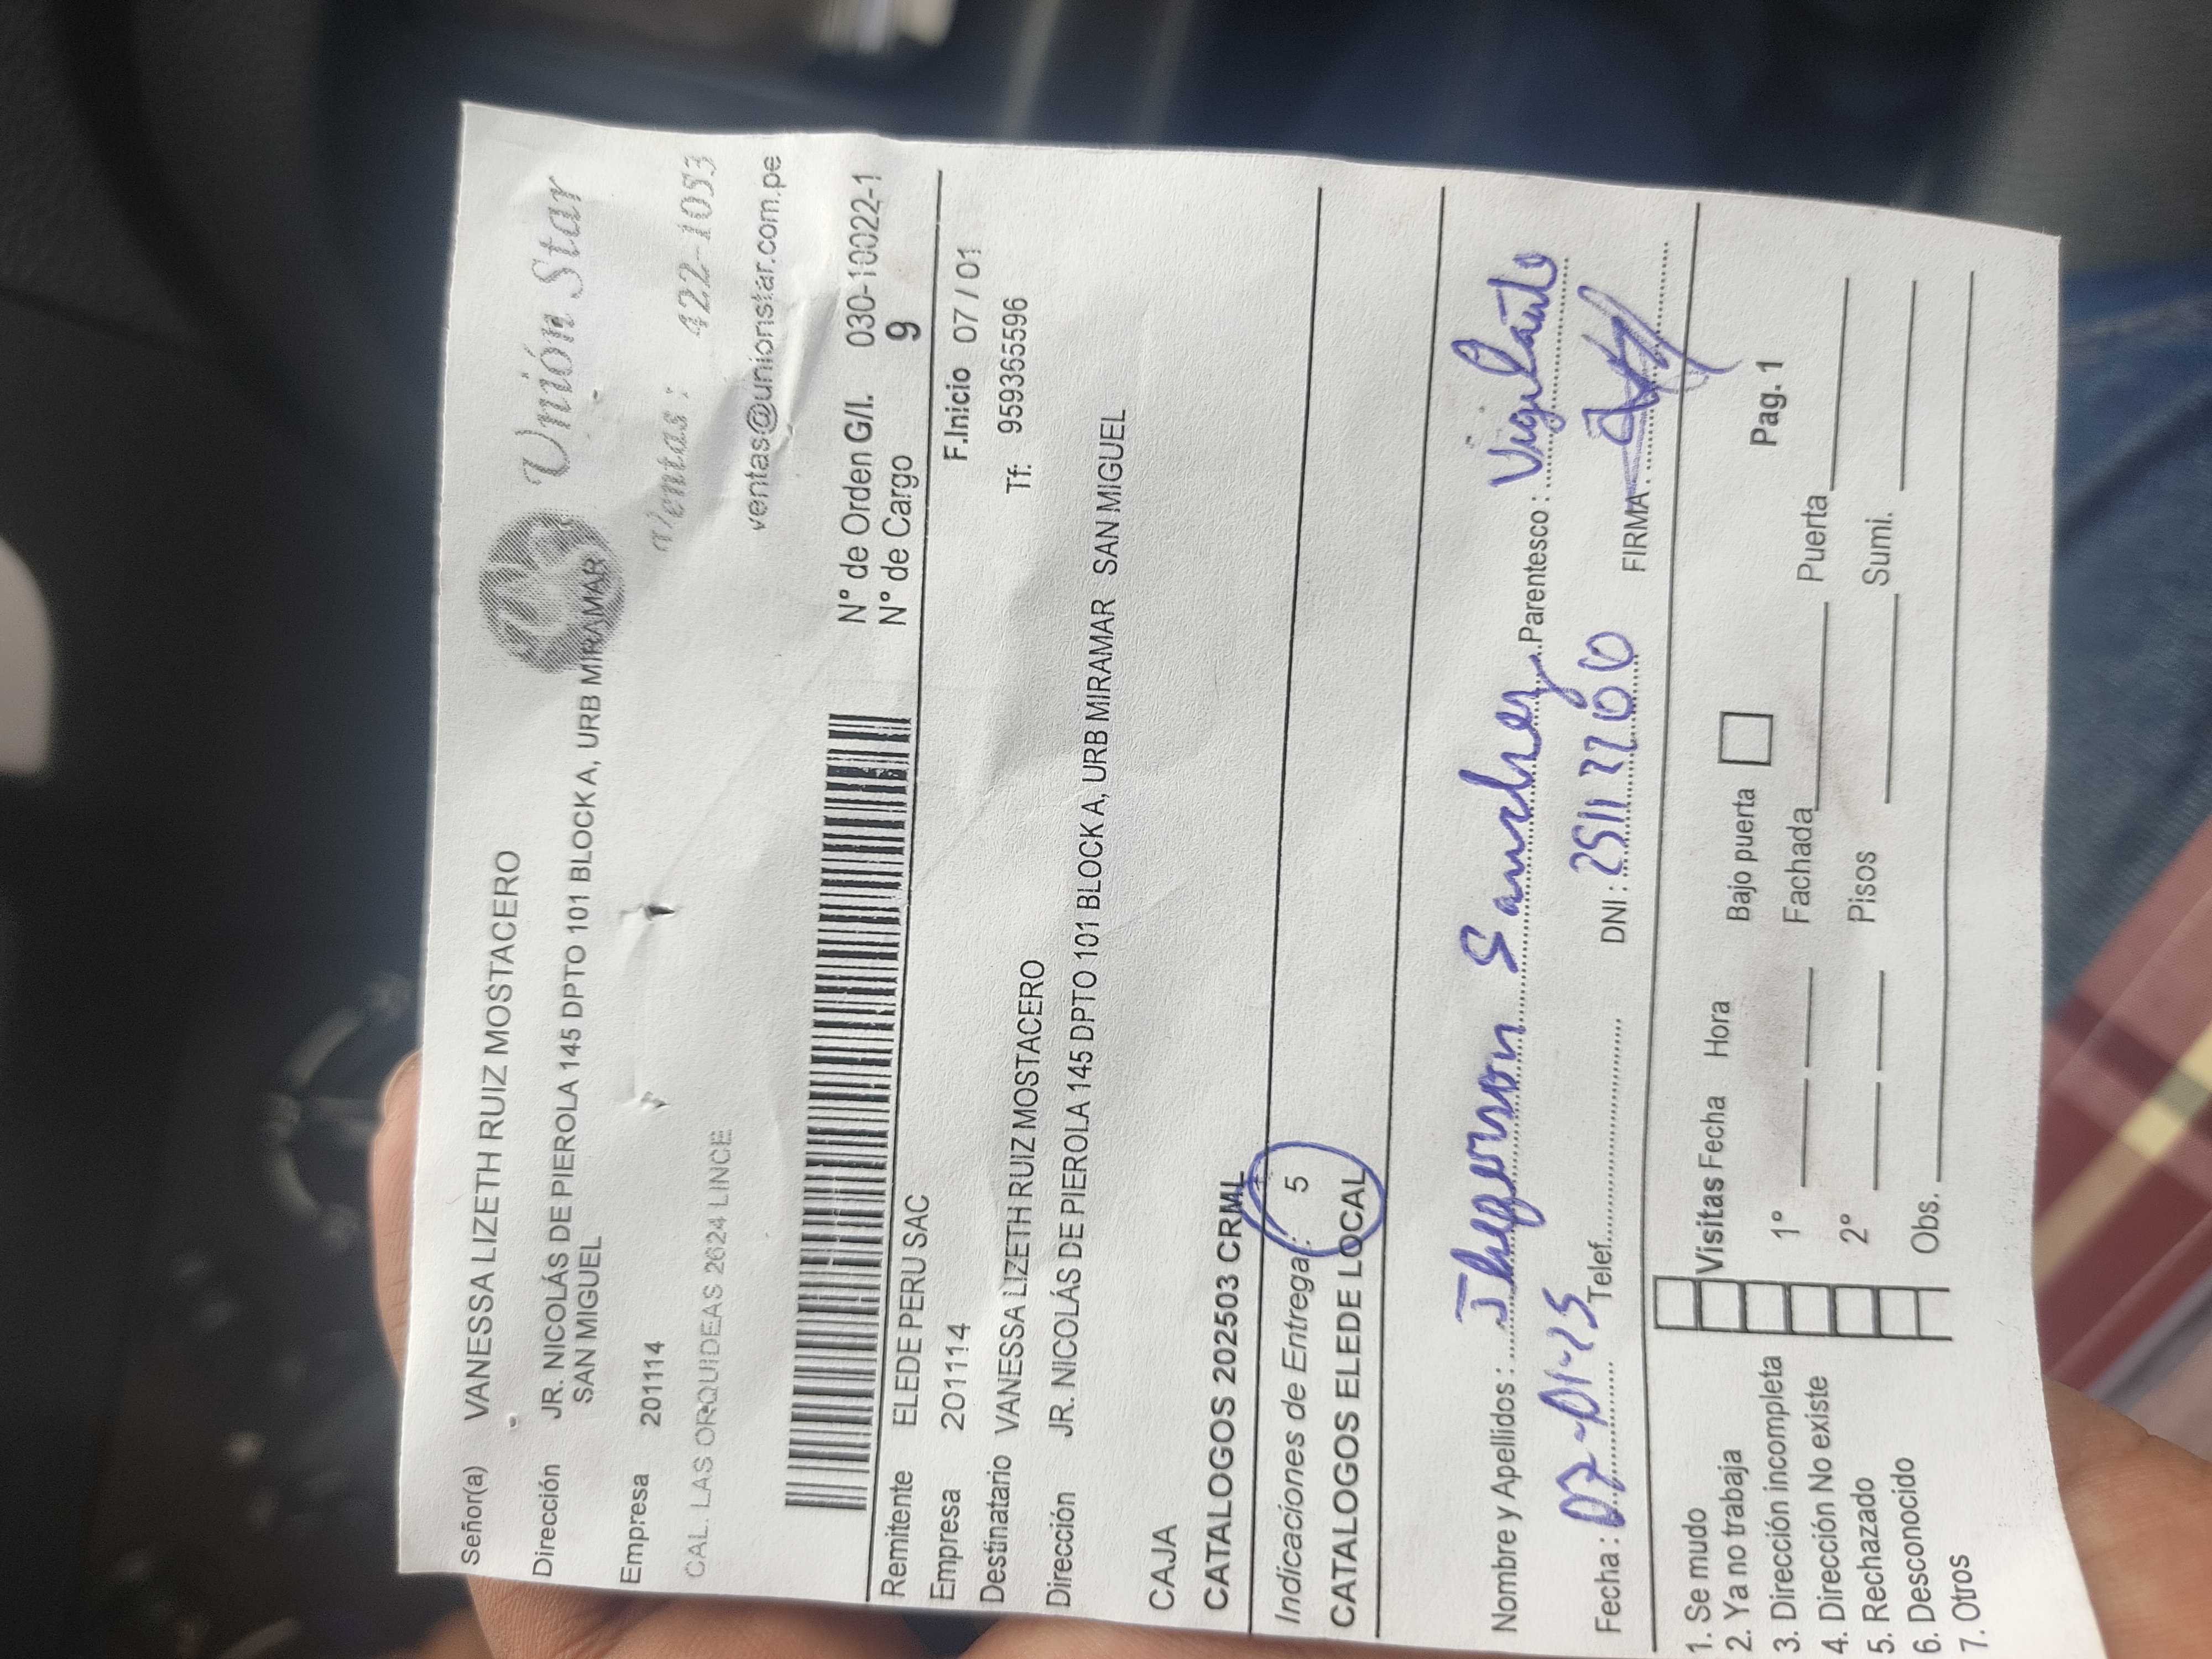 Señor(a) VANESSA LIZETH RUIZ MOSTACERO
Unión Star
Dirección JR. NICOLÁS DE PIEROLA 145 DPTO 101 BLOCK A, URB MIRAMAR
SAN MIGUEL
Empresa 201114
Ventas : 422-1053
CAL. LAS ORQUIDEAS 2624 LINCE
ventas@unionstar.com.pe
N° de Orden G/I. 030-10022-1
N° de Cargo 9
Remitente ELEDE PERU SAC
Empresa 201114 F.Inicio 07 / 01
Destinatario VANESSA LIZETH RUIZ MOSTACERO Tf: 959365596
Dirección JR. NICOLÁS DE PIEROLA 145 DPTO 101 BLOCK A, URB MIRAMAR SAN MIGUEL
CAJA
CATALOGOS 202503 CRML
Indicaciones de Entrega: 5
CATALOGOS ELEDE LOCAL
Nombre y Apellidos : Sanchez Parentesco : Vigilante
Fecha : 07-01-25 Telef. DNI : 25112760 FIRMA
1. Se mudo Visitas Fecha Hora Bajo puerta Pag. 1
2. Ya no trabaja
3. Dirección incompleta 1° Fachada Puerta
4. Dirección No existe 2° Pisos Sumi.
5. Rechazado
6. Desconocido Obs.
7. Otros